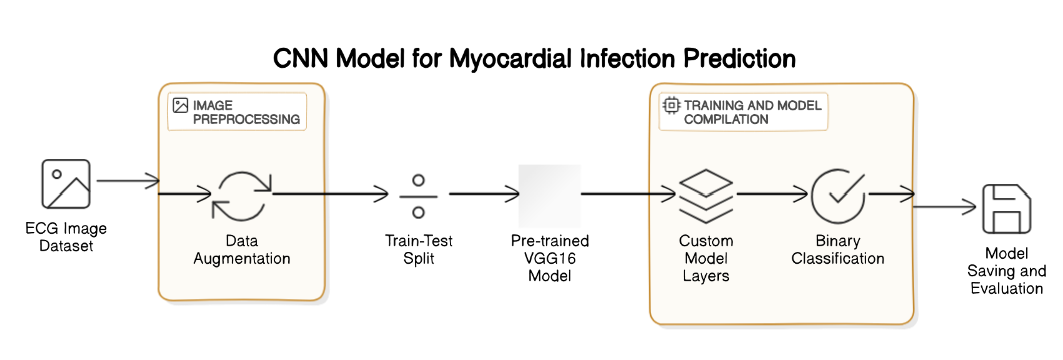 CNN Model for Myocardial Infection Prediction
IMAGE
PREPROCESSING
TRAINING AND MODEL
COMPILATION
ECG Image
Dataset
Data
Augmentation
Train-Test
Split
Pre-trained
VGG16
Model
Custom
Model
Layers
Binary
Classification
Model
Saving and
Evaluation